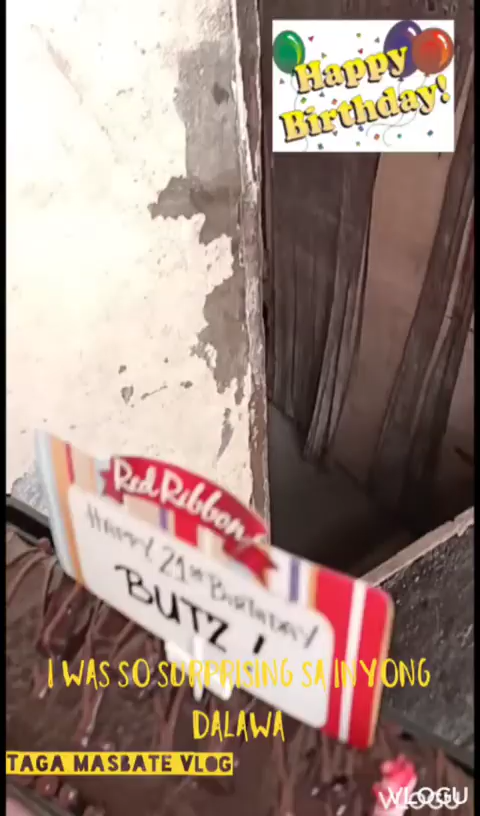 Happy
Birthday!
Red Ribbon
HAPPY 21st BIRTHDAY
BUTZ !
I WAS SO SURPRISING SA INYONG
DALAWA
TAGA MASBATE VLOG
VLOGU